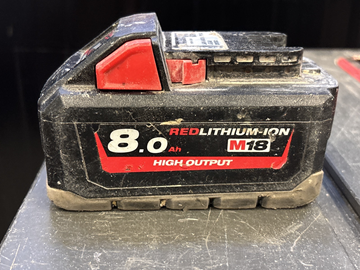 REDLITHIUM-ION
8.0 Ah
M18
HIGH OUTPUT